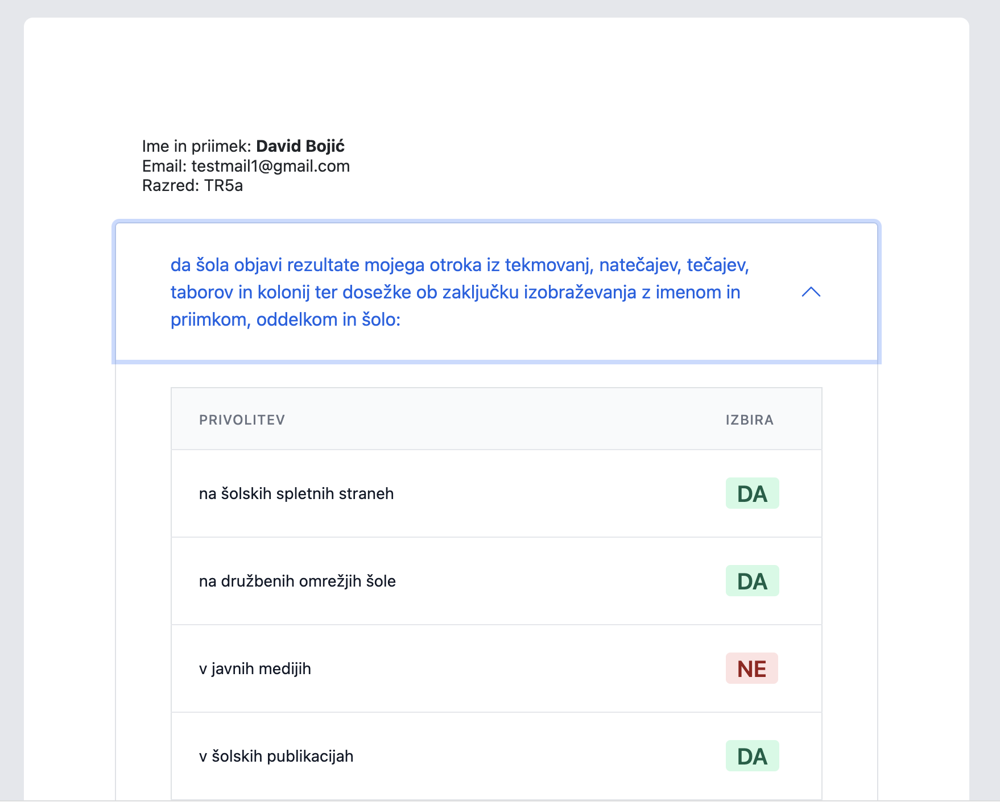 Ime in priimek: David Bojić
Email: testmail1@gmail.com
Razred: TR5a
da šola objavi rezultate mojega otroka iz tekmovanj, natečajev, tečajev,
taborov in kolonij ter dosežke ob zaključku izobraževanja z imenom in
priimkom, oddelkom in šolo:
PRIVOLITEV IZBIRA
na šolskih spletnih straneh DA
na družbenih omrežjih šole DA
v javnih medijih NE
v šolskih publikacijah DA